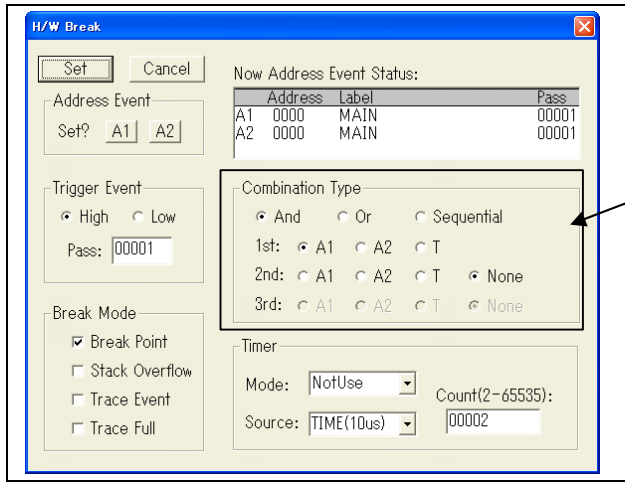 H/W Break
Set Cancel
Address Event
Set? A1 A2
Now Address Event Status:
Address Label Pass
A1 0000 MAIN 00001
A2 0000 MAIN 00001
Trigger Event
High Low
Pass: 00001
Combination Type
And Or Sequential
1st: A1 A2 T
2nd: A1 A2 T None
3rd: A1 A2 T None
Break Mode
Break Point
Stack Overflow
Trace Event
Trace Full
Timer
Mode: NotUse
Count(2-65535):
Source: TIME(10us) 00002